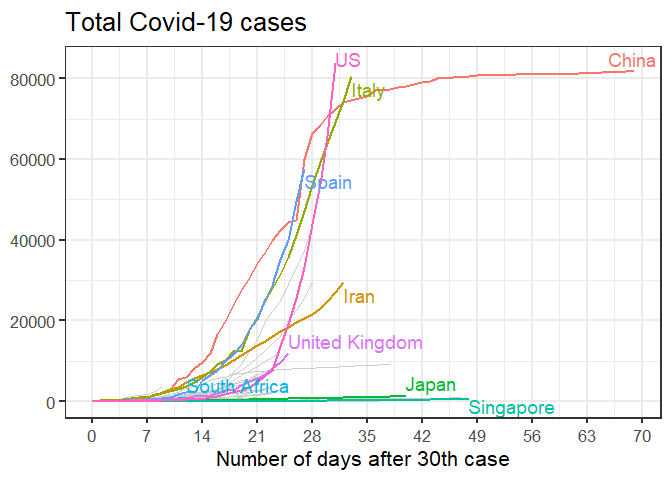 Total Covid-19 cases
US
China
80000
Italy
60000
Spain
40000
Iran
20000
United Kingdom
South Africa
Japan
0
Singapore
0 7 14 21 28 35 42 49 56 63 70
Number of days after 30th case